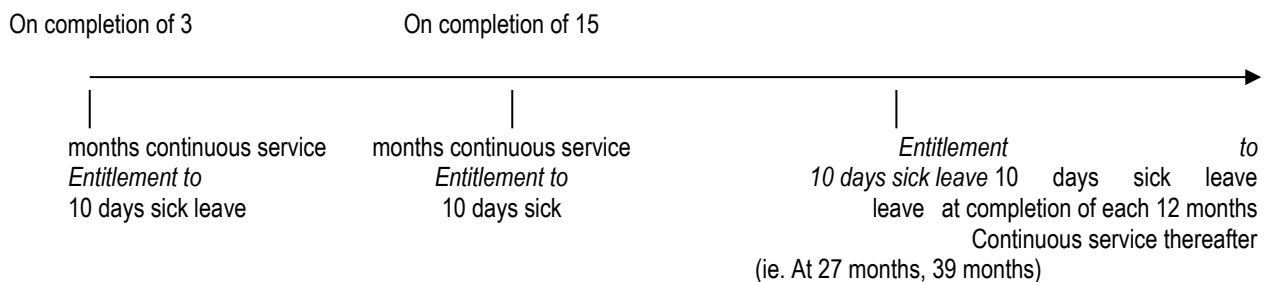 On completion of 3 On completion of 15
months continuous service months continuous service Entitlement to
Entitlement to Entitlement to 10 days sick leave 10 days sick leave
10 days sick leave 10 days sick leave at completion of each 12 months
Continuous service thereafter
(ie. At 27 months, 39 months)